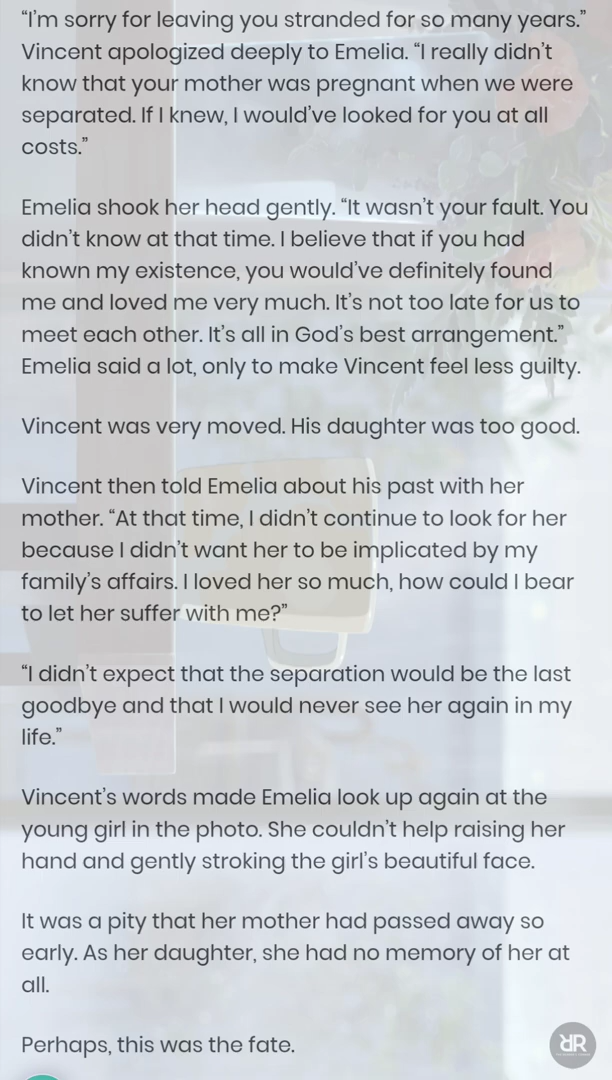 “I’m sorry for leaving you stranded for so many years.”
Vincent apologized deeply to Emelia. “I really didn’t
know that your mother was pregnant when we were
separated. If I knew, I would’ve looked for you at all
costs.”
Emelia shook her head gently. “It wasn’t your fault. You
didn’t know at that time. I believe that if you had
known my existence, you would’ve definitely found
me and loved me very much. It’s not too late for us to
meet each other. It’s all in God’s best arrangement.”
Emelia said a lot, only to make Vincent feel less guilty.
Vincent was very moved. His daughter was too good.
Vincent then told Emelia about his past with her
mother. “At that time, I didn’t continue to look for her
because I didn’t want her to be implicated by my
family’s affairs. I loved her so much, how could I bear
to let her suffer with me?”
“I didn’t expect that the separation would be the last
goodbye and that I would never see her again in my
life.”
Vincent’s words made Emelia look up again at the
young girl in the photo. She couldn’t help raising her
hand and gently stroking the girl’s beautiful face.
It was a pity that her mother had passed away so
early. As her daughter, she had no memory of her at
all.
Perhaps, this was the fate.